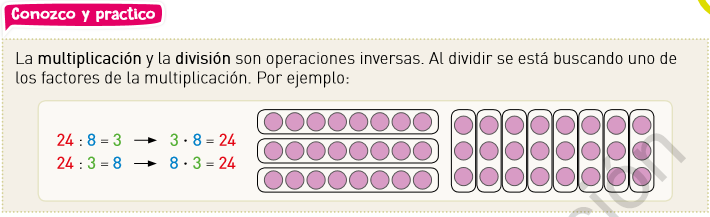 Conozco y practico
La multiplicación y la división son operaciones inversas. Al dividir se está buscando uno de
los factores de la multiplicación. Por ejemplo:
24 : 8 = 3 → 3 · 8 = 24
24 : 3 = 8 → 8 · 3 = 24